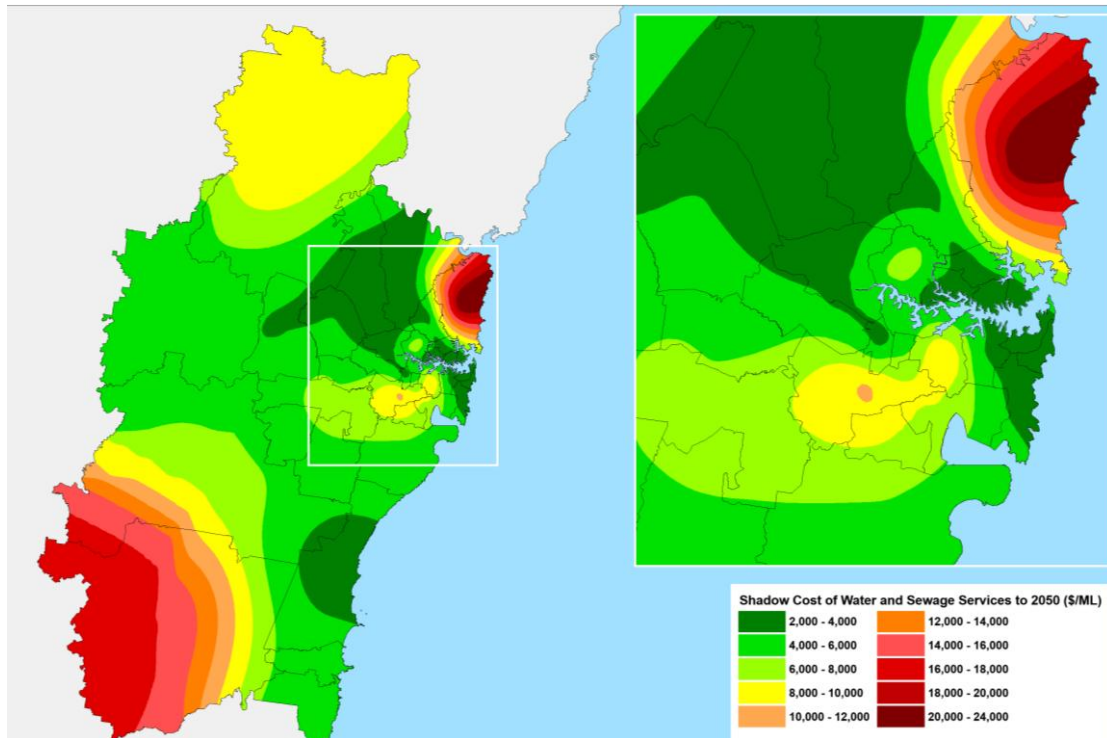 Shadow Cost of Water and Sewage Services to 2050 ($/ML)
2,000 - 4,000
4,000 - 6,000
6,000 - 8,000
8,000 - 10,000
10,000 - 12,000
12,000 - 14,000
14,000 - 16,000
16,000 - 18,000
18,000 - 20,000
20,000 - 24,000